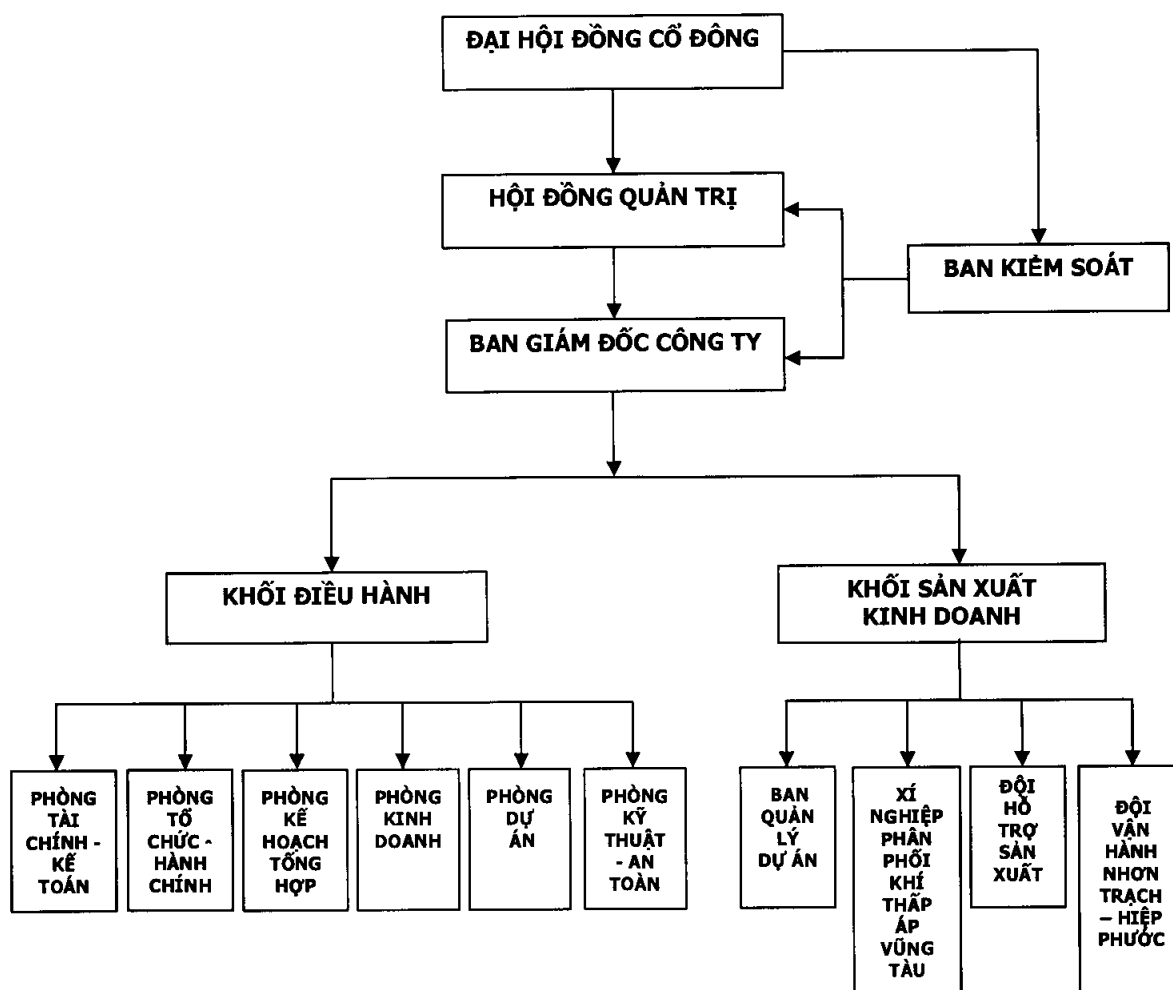 ĐẠI HỘI ĐỒNG CỔ ĐÔNG
HỘI ĐỒNG QUẢN TRỊ
BAN KIỂM SOÁT
BAN GIÁM ĐỐC CÔNG TY
KHỐI ĐIỀU HÀNH
KHỐI SẢN XUẤT
KINH DOANH
PHÒNG
TÀI
CHÍNH -
KẾ
TOÁN
PHÒNG
TỔ
CHỨC -
HÀNH
CHÍNH
PHÒNG
KẾ
HOẠCH
TỔNG
HỢP
PHÒNG
KINH
DOANH
PHÒNG
DỰ
ÁN
PHÒNG
KỸ
THUẬT
- AN
TOÀN
BAN
QUẢN
LÝ
DỰ ÁN
XÍ
NGHIỆP
PHÂN
PHỐI
KHÍ
THẤP
ÁP
VŨNG
TÀU
ĐỘI
HỖ
TRỢ
SẢN
XUẤT
ĐỘI
VẬN
HÀNH
NHƠN
TRẠCH
– HIỆP
PHƯỚC